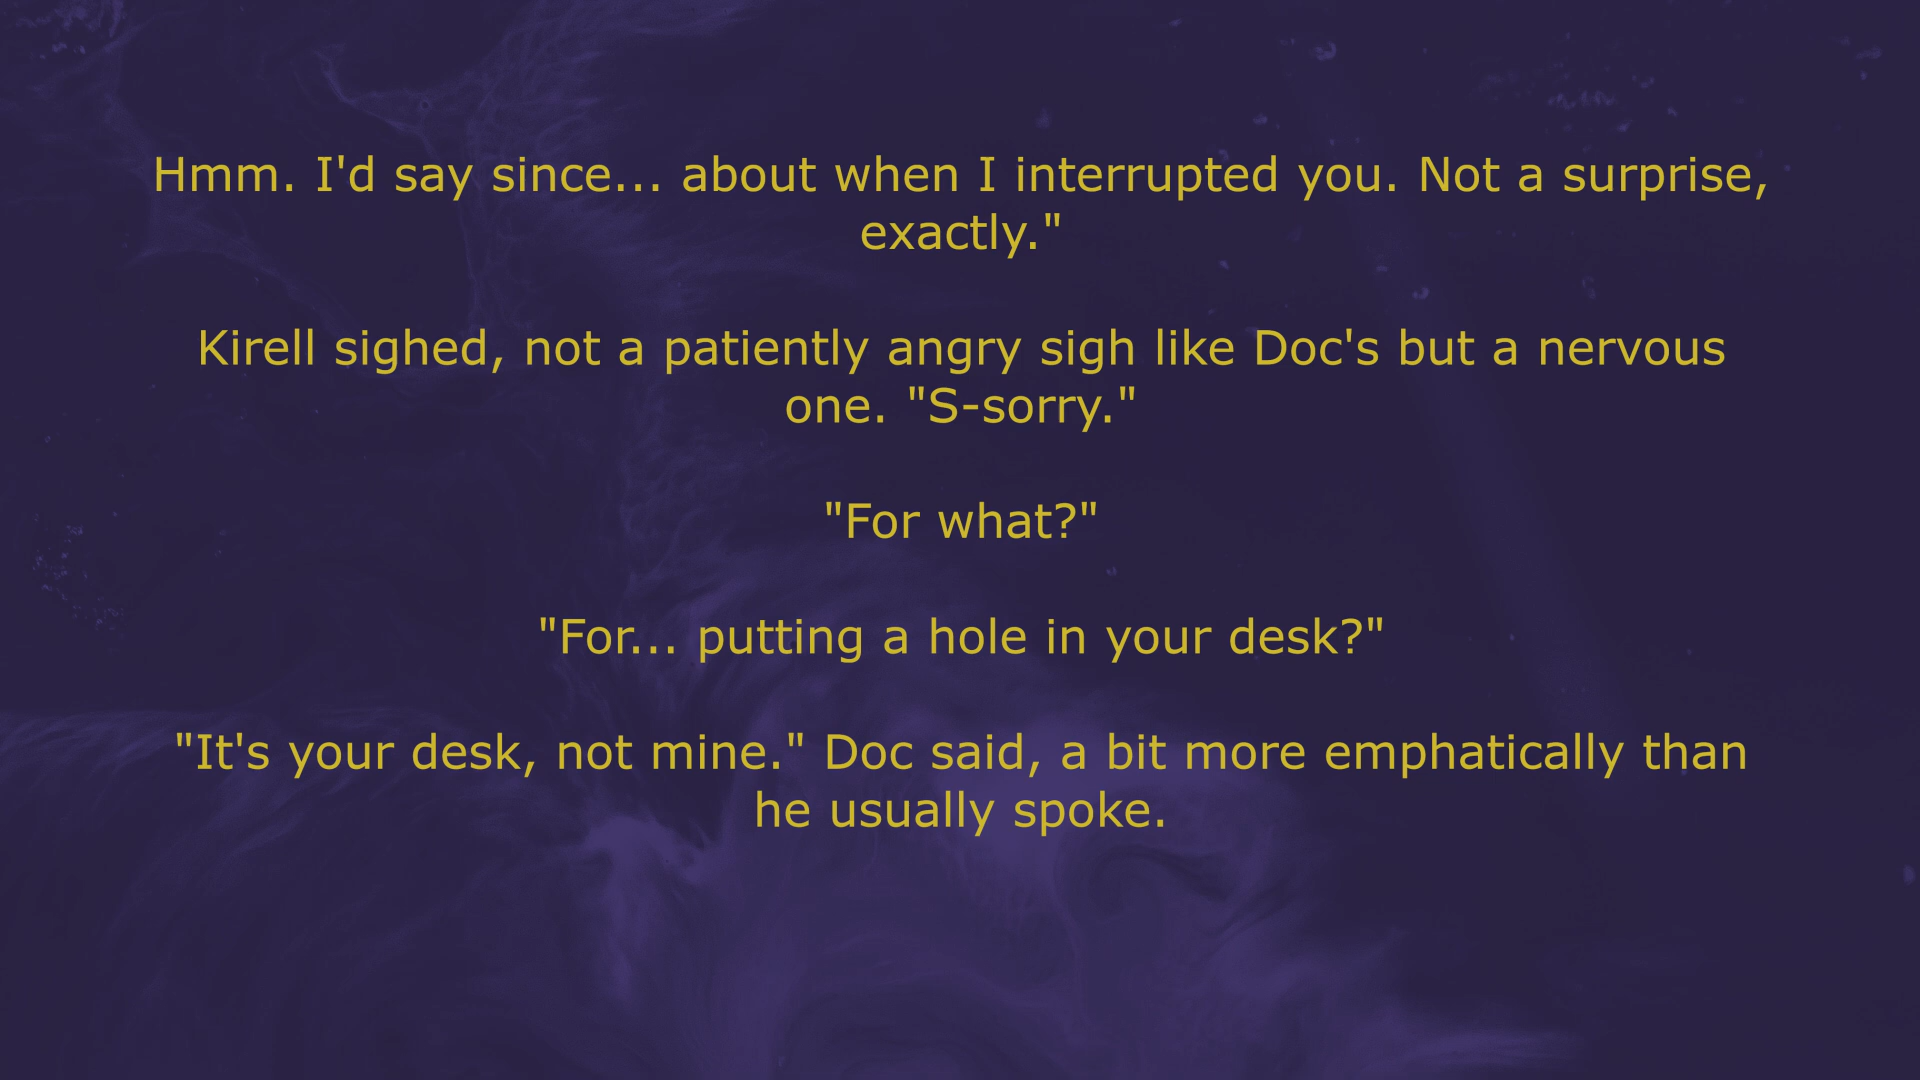 Hmm. I'd say since... about when I interrupted you. Not a surprise,
exactly."
Kirell sighed, not a patiently angry sigh like Doc's but a nervous
one. "S-sorry."
"For what?"
"For... putting a hole in your desk?"
"It's your desk, not mine." Doc said, a bit more emphatically than
he usually spoke.